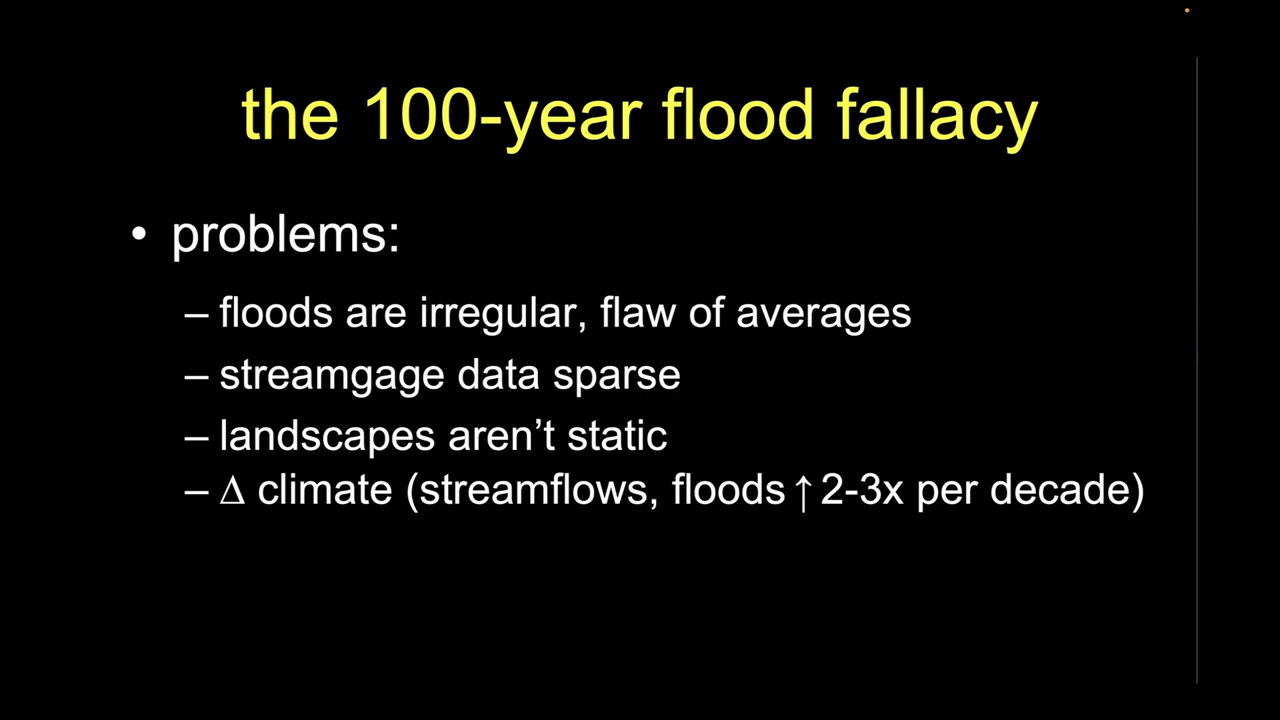 the 100-year flood fallacy
• problems:
– floods are irregular, flaw of averages
– streamgage data sparse
– landscapes aren’t static
– Δ climate (streamflows, floods ↑ 2-3x per decade)